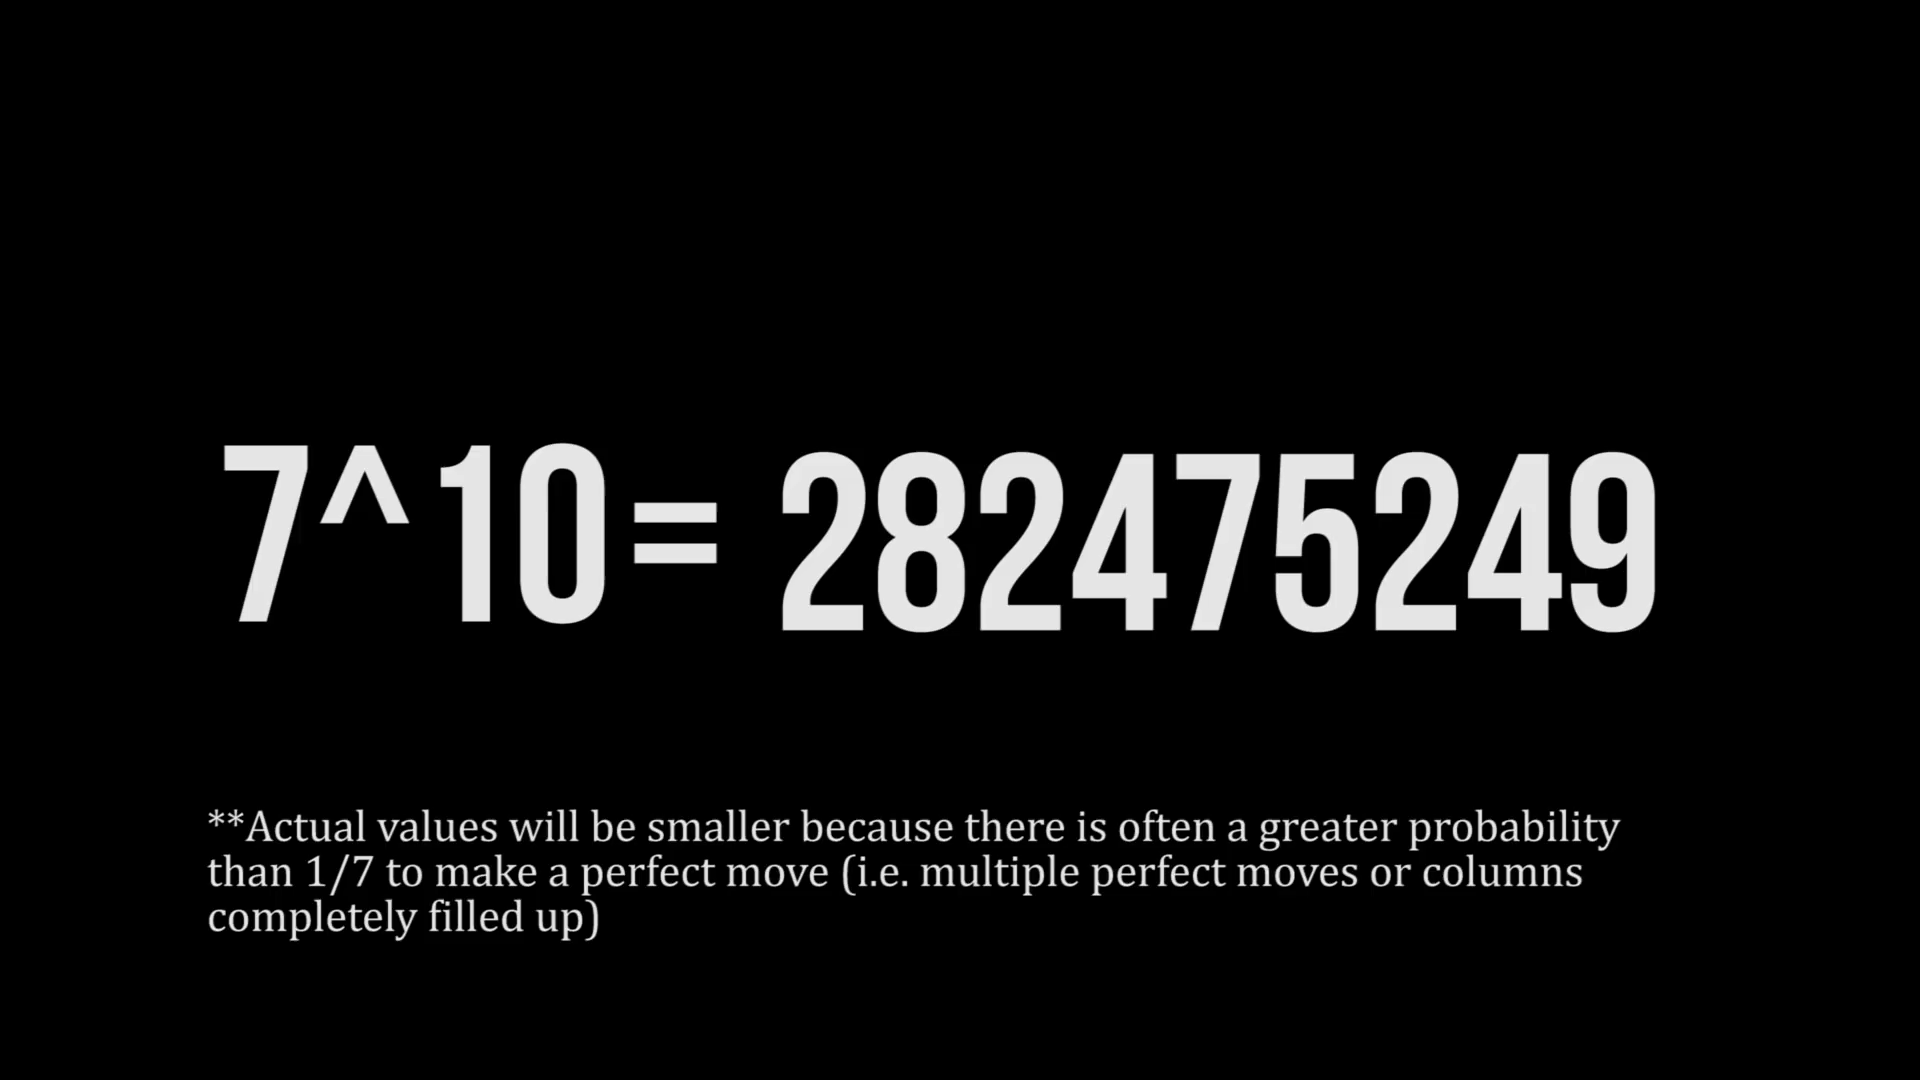 7^10= 282475249
**Actual values will be smaller because there is often a greater probability
than 1/7 to make a perfect move (i.e. multiple perfect moves or columns
completely filled up)